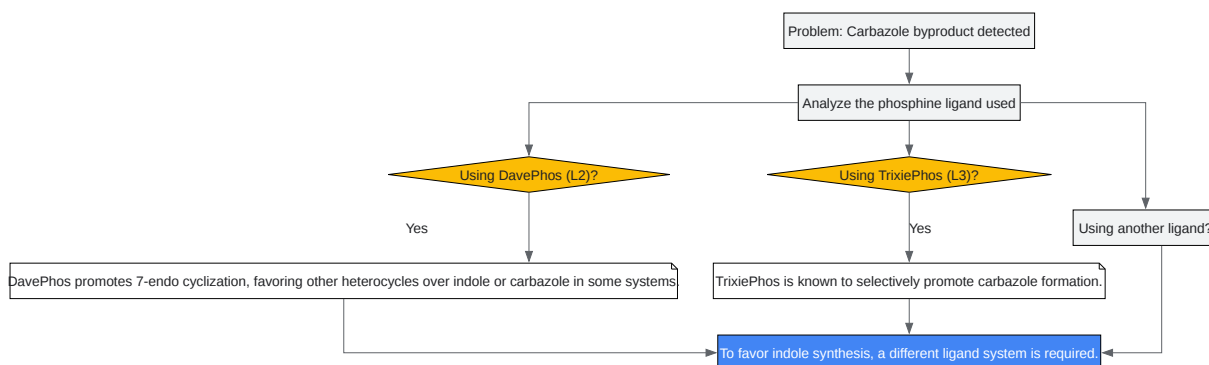 Problem: Carbazole byproduct detected
Analyze the phosphine ligand used
Using DavePhos (L2)?
Using TrixiePhos (L3)?
Using another ligand?
Yes
Yes
DavePhos promotes 7-endo cyclization, favoring other heterocycles over indole or carbazole in some systems.
TrixiePhos is known to selectively promote carbazole formation.
To favor indole synthesis, a different ligand system is required.